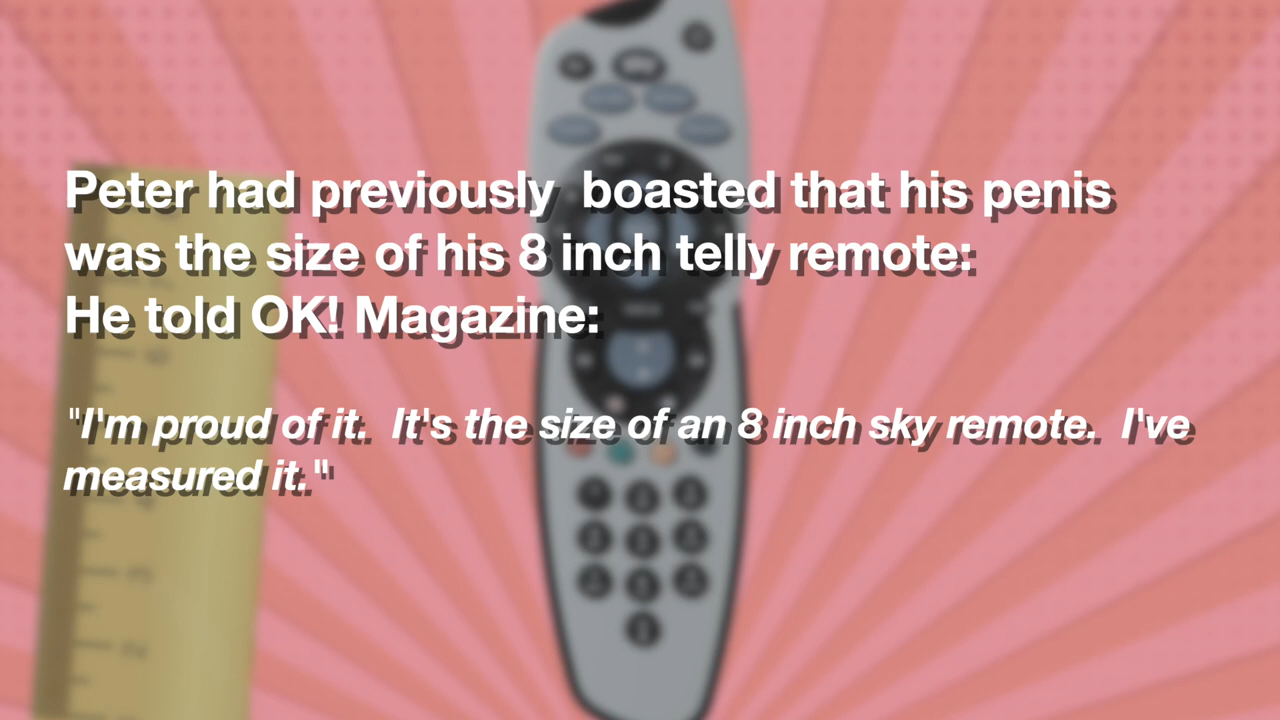 Peter had previously  boasted that his penis
was the size of his 8 inch telly remote:
He told OK! Magazine:
"I'm proud of it.  It's the size of an 8 inch sky remote.  I've
measured it."